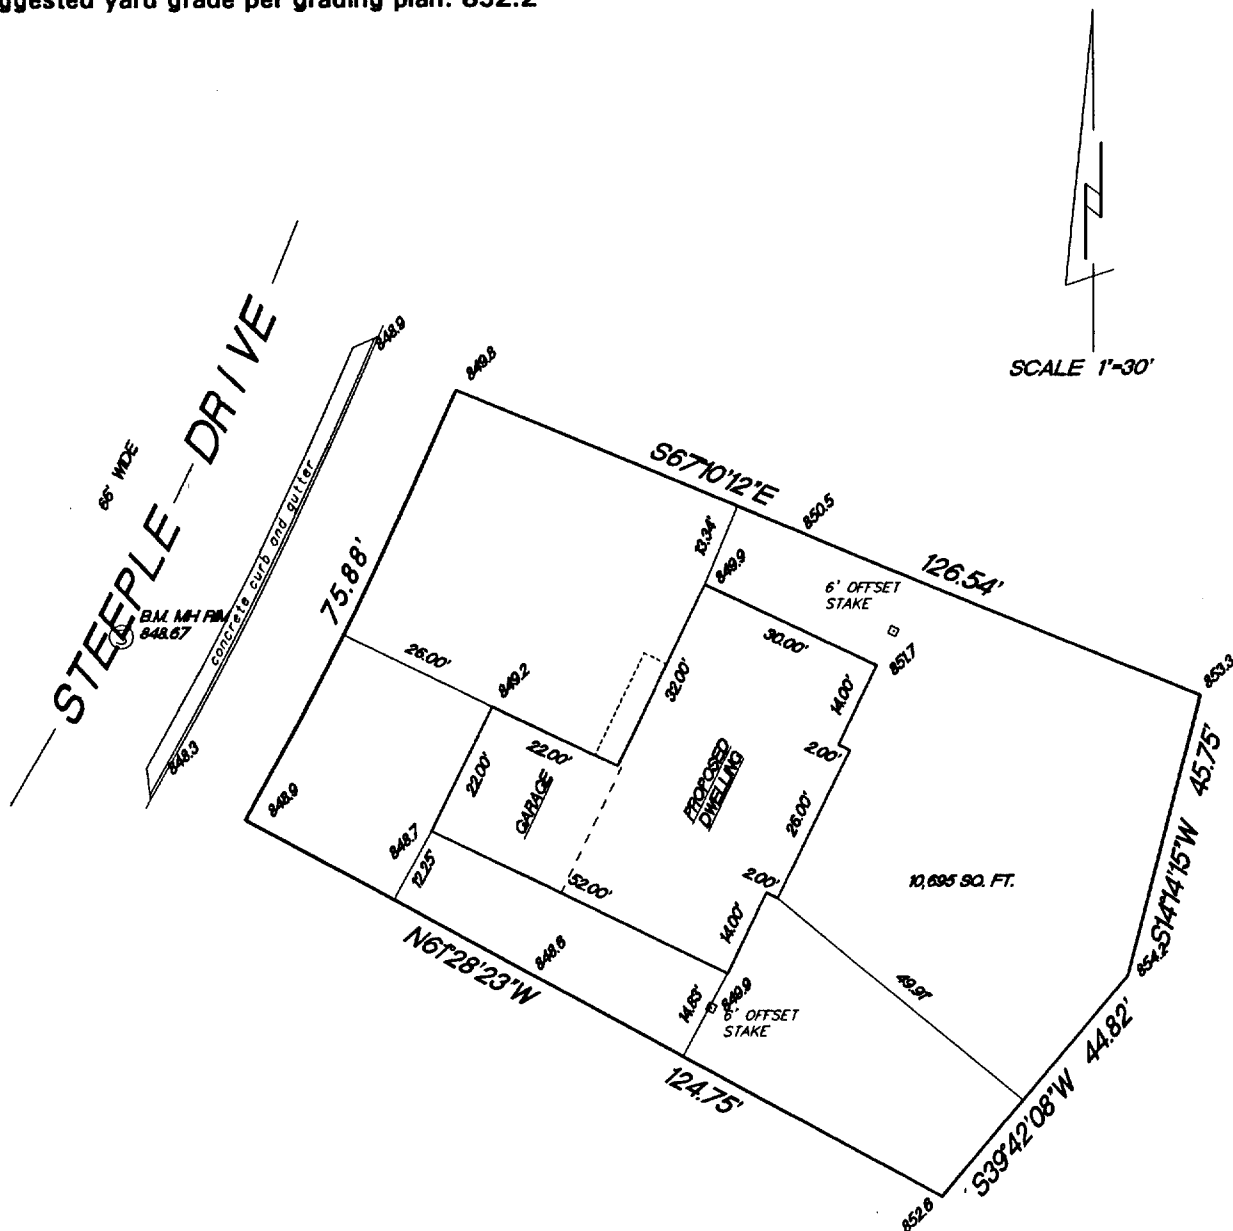 ggested yard grade per grading plan: 852.2
SCALE 1"=30'
STEEPLE DRIVE
66' WIDE
B.M. MH RIM
848.67
concrete curb and gutter
848.9
848.3
849.8
S67°10'12"E
126.54'
850.5
13.34'
849.9
6' OFFSET
STAKE
853.3
75.88'
26.00'
849.2
32.00'
30.00'
851.7
14.00'
2.00'
22.00'
22.00'
GARAGE
PROPOSED
DWELLING
26.00'
S14°14'15"W 45.75'
848.9
848.7
12.25'
52.00'
2.00'
14.00'
10,695 SQ. FT.
N61°28'23"W
124.75'
848.6
14.83'
849.9
6' OFFSET
STAKE
49.91'
854.2
S39°42'08"W 44.82'
852.6